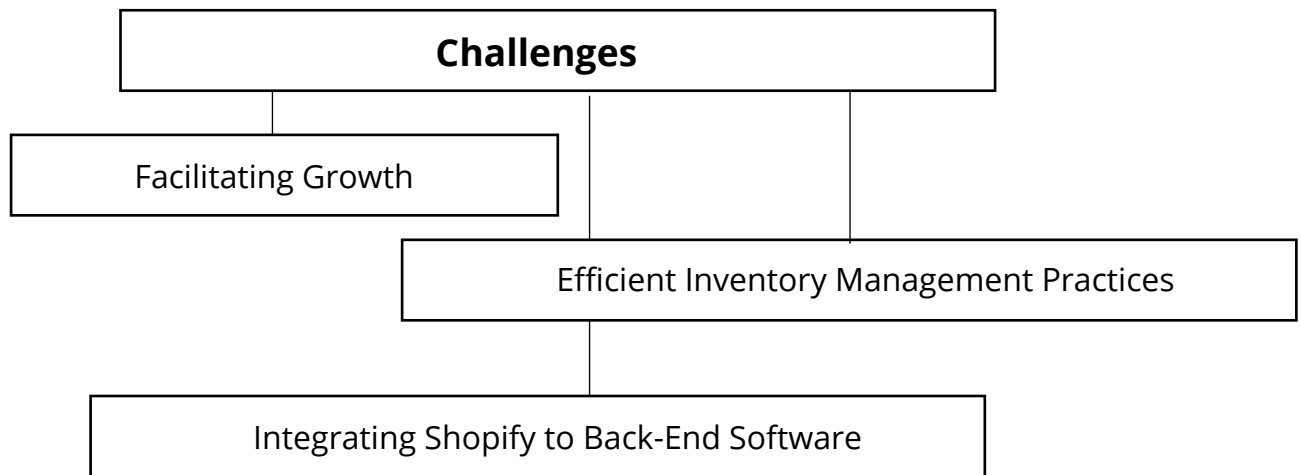 Challenges
Facilitating Growth
Efficient Inventory Management Practices
Integrating Shopify to Back-End Software